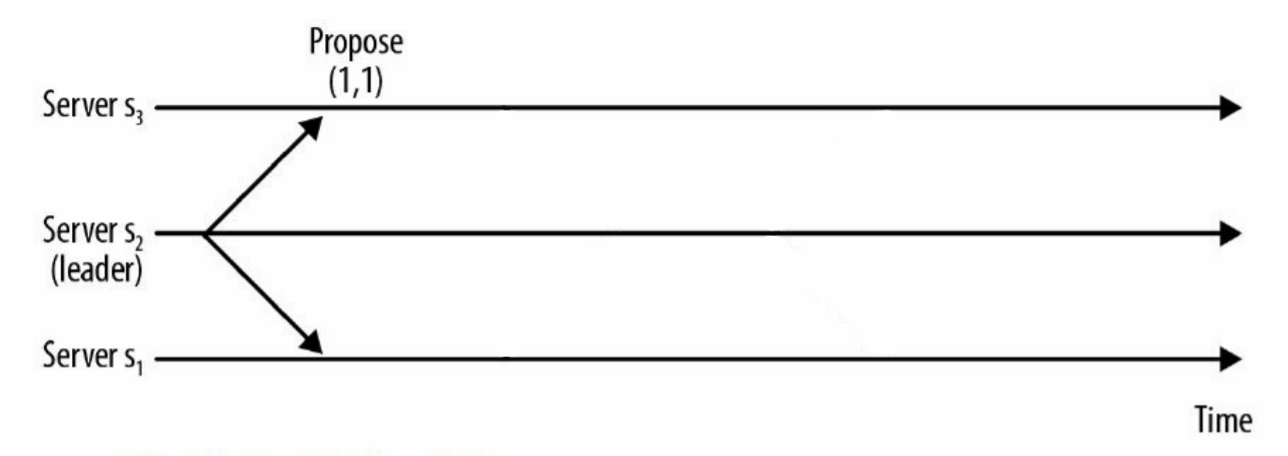 Propose
(1,1)
Server s₃
Server s₂
(leader)
Server s₁
Time